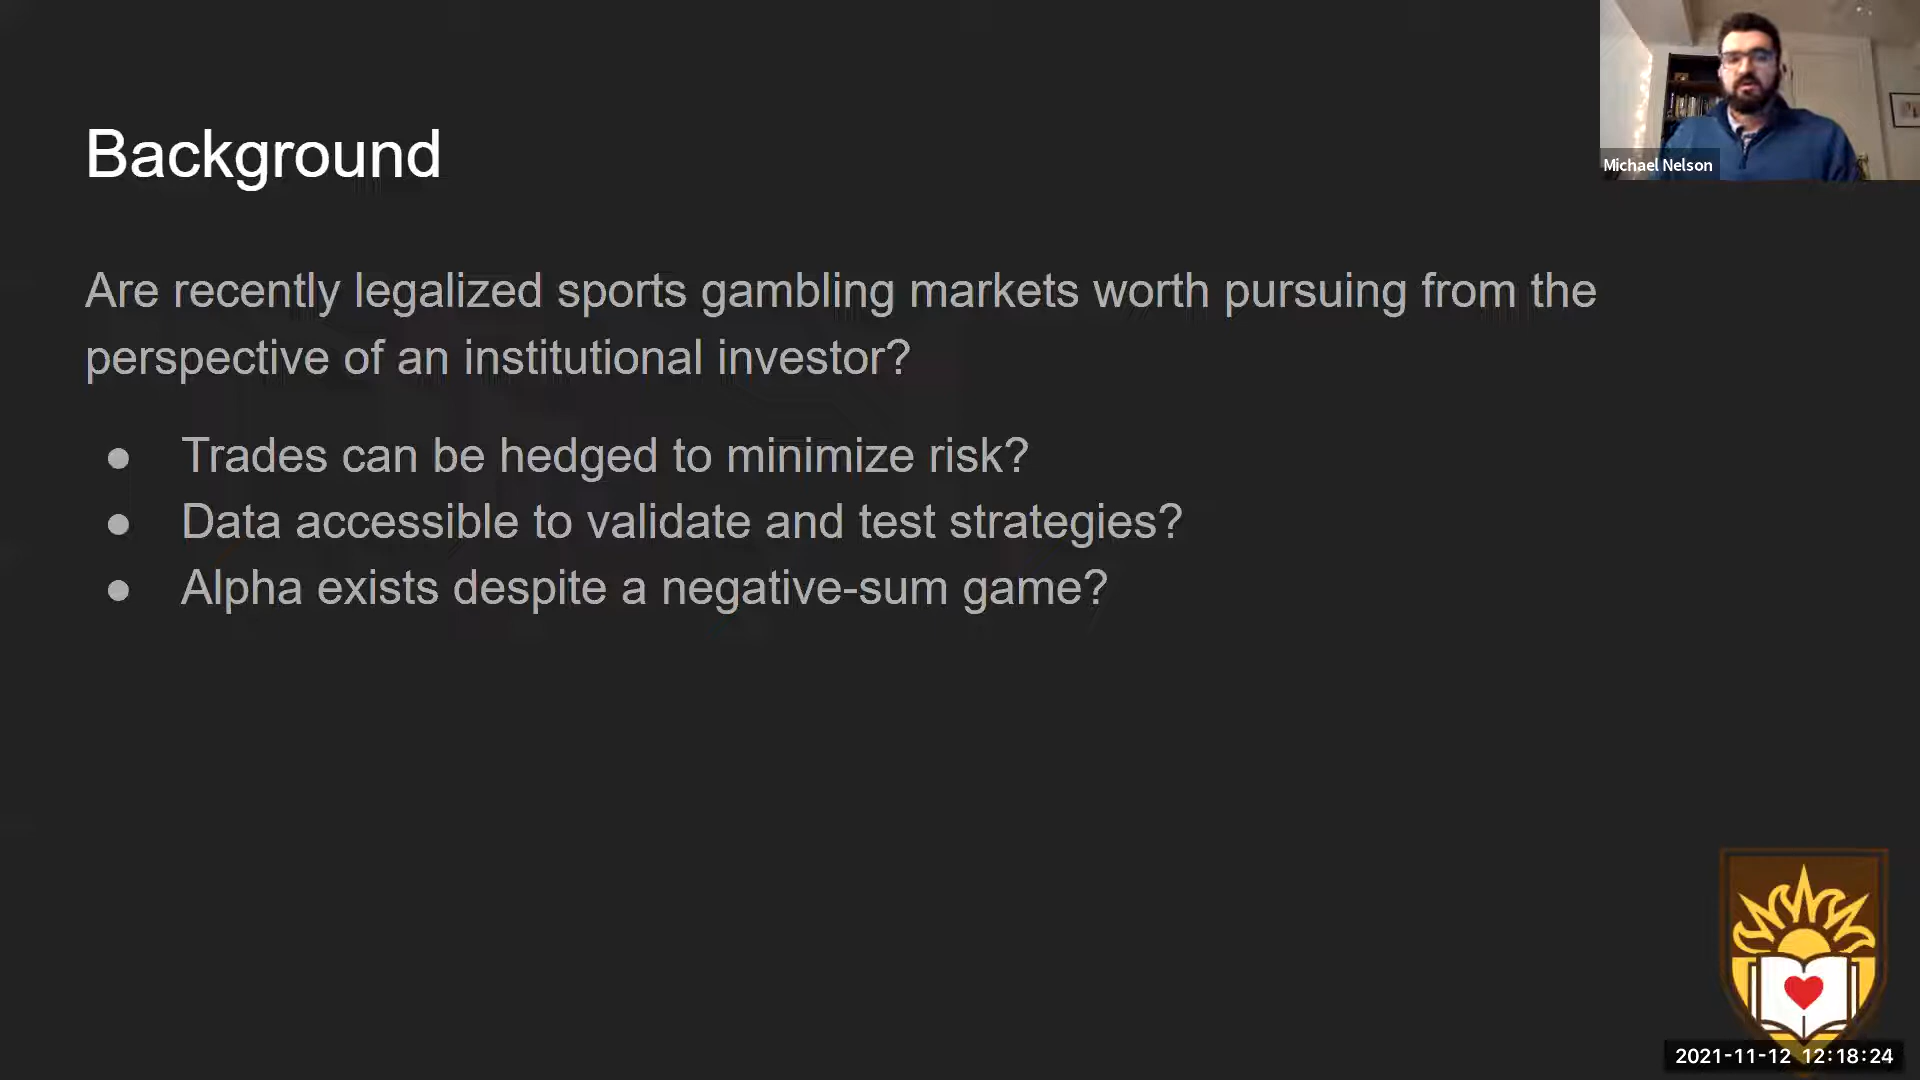 Background
Michael Nelson
Are recently legalized sports gambling markets worth pursuing from the
perspective of an institutional investor?
● Trades can be hedged to minimize risk?
● Data accessible to validate and test strategies?
● Alpha exists despite a negative-sum game?
2021-11-12 12:18:24